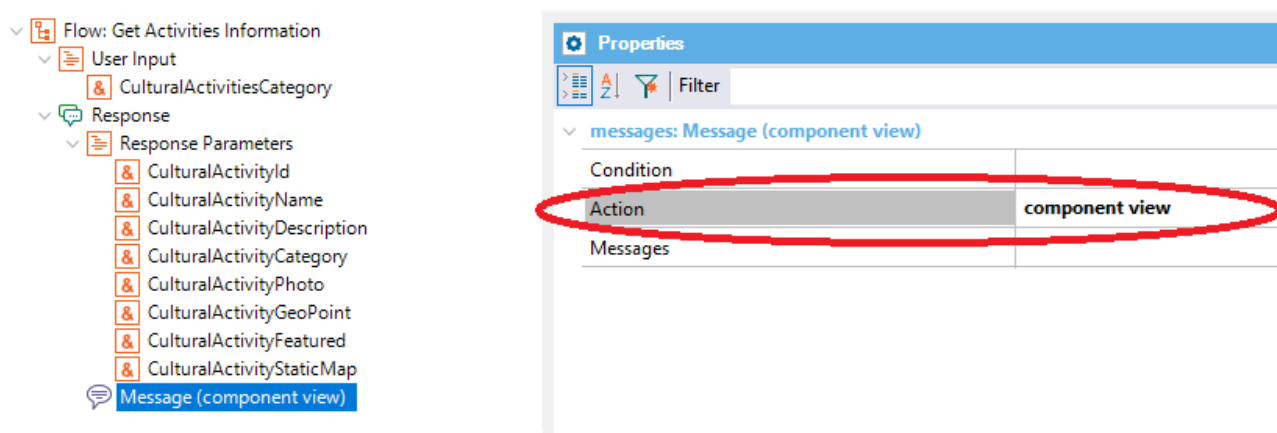 Flow: Get Activities Information
User Input
& CulturalActivitiesCategory
Response
Response Parameters
& CulturalActivityId
& CulturalActivityName
& CulturalActivityDescription
& CulturalActivityCategory
& CulturalActivityPhoto
& CulturalActivityGeoPoint
& CulturalActivityFeatured
& CulturalActivityStaticMap
Message (component view)
Properties
A Z Filter
messages: Message (component view)
Condition
Action component view
Messages